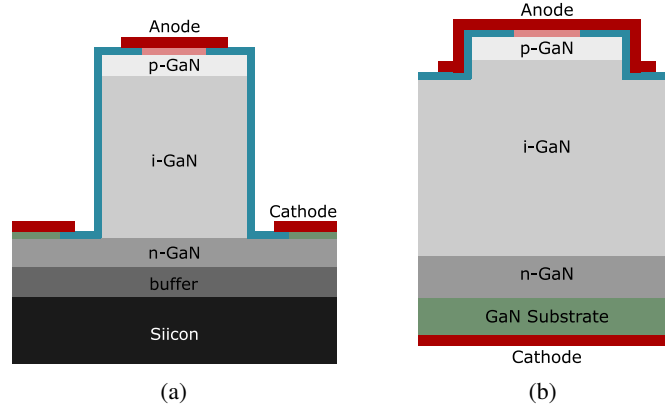 Anode
p-GaN
i-GaN
Cathode
n-GaN
buffer
Siicon
(a)
Anode
p-GaN
i-GaN
n-GaN
GaN Substrate
Cathode
(b)